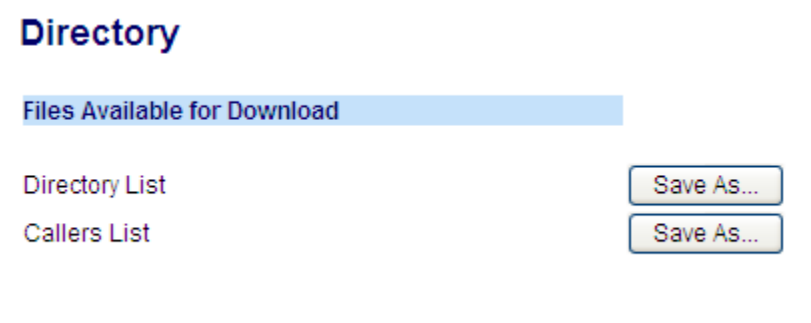 Directory
Files Available for Download
Directory List Save As...
Callers List Save As...